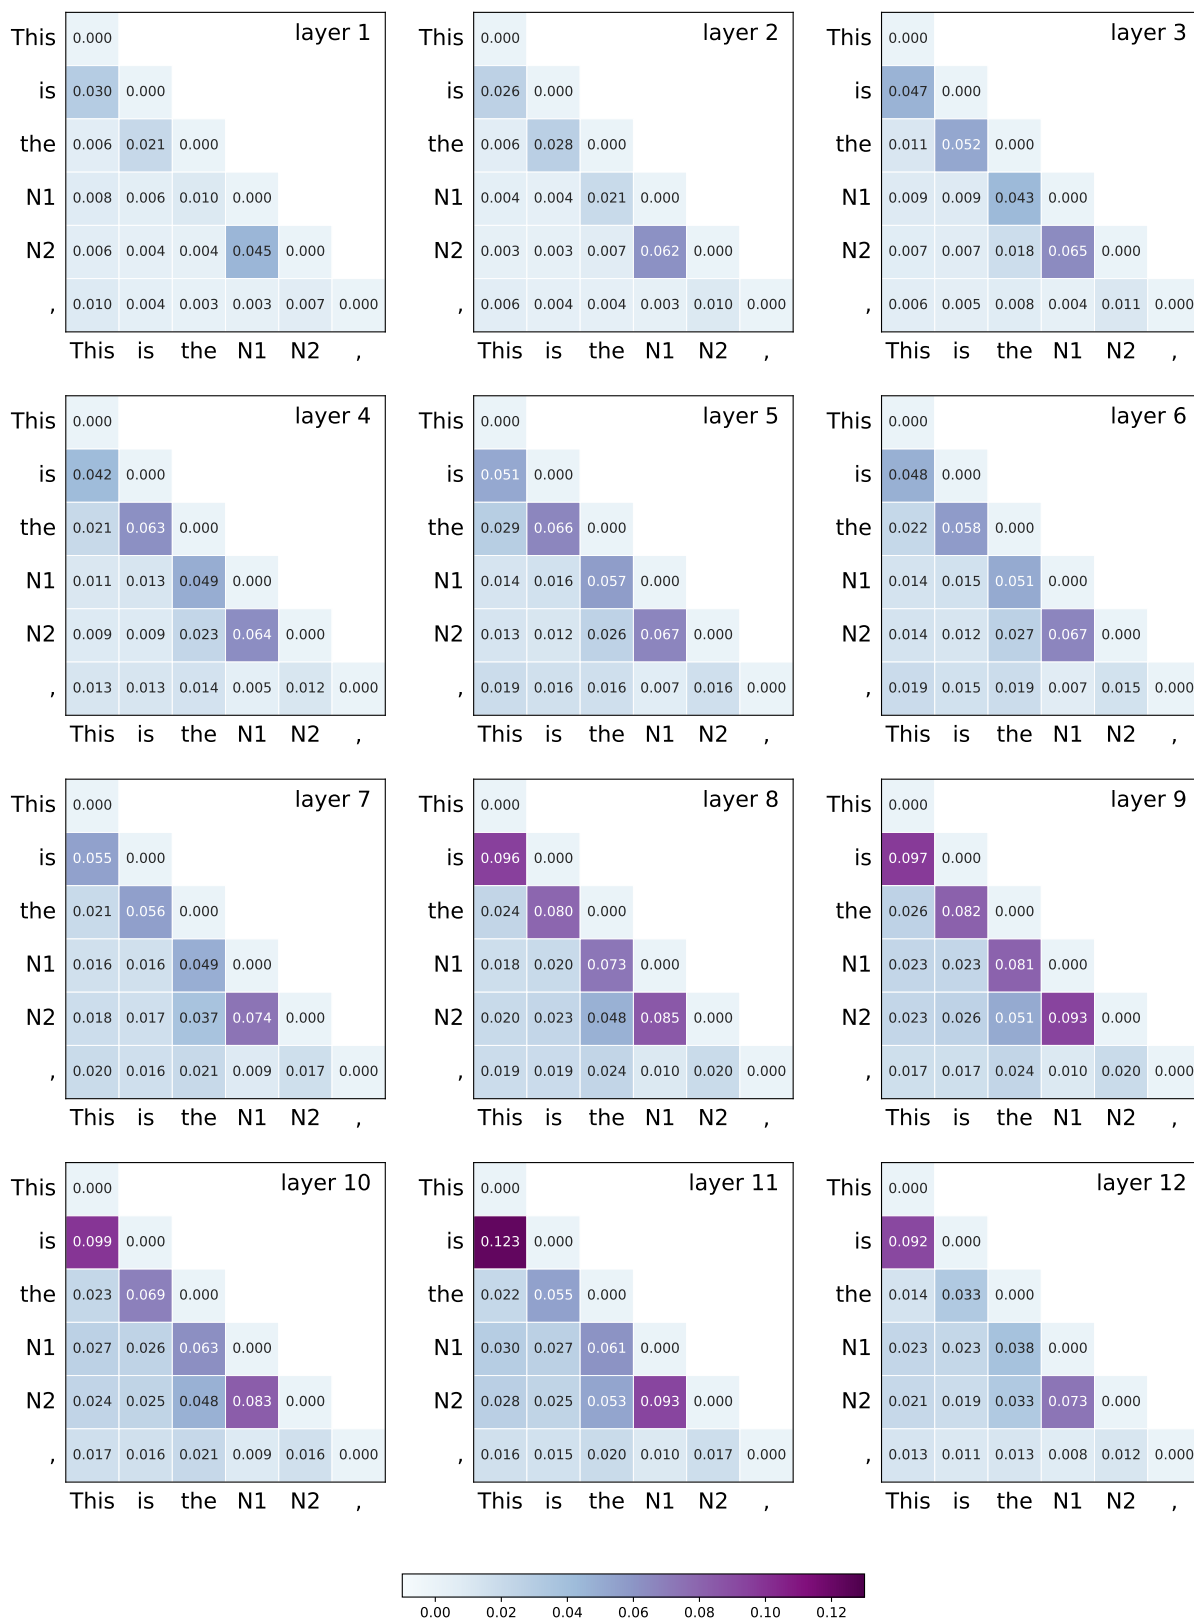 This 0.000 layer 1
is 0.030 0.000
the 0.006 0.021 0.000
N1 0.008 0.006 0.010 0.000
N2 0.006 0.004 0.004 0.045 0.000
, 0.010 0.004 0.003 0.003 0.007 0.000
This is the N1 N2 ,
This 0.000 layer 2
is 0.026 0.000
the 0.006 0.028 0.000
N1 0.004 0.004 0.021 0.000
N2 0.003 0.003 0.007 0.062 0.000
, 0.006 0.004 0.004 0.003 0.010 0.000
This is the N1 N2 ,
This 0.000 layer 3
is 0.047 0.000
the 0.011 0.052 0.000
N1 0.009 0.009 0.043 0.000
N2 0.007 0.007 0.018 0.065 0.000
, 0.006 0.005 0.008 0.004 0.011 0.000
This is the N1 N2 ,
This 0.000 layer 4
is 0.042 0.000
the 0.021 0.063 0.000
N1 0.011 0.013 0.049 0.000
N2 0.009 0.009 0.023 0.064 0.000
, 0.013 0.013 0.014 0.005 0.012 0.000
This is the N1 N2 ,
This 0.000 layer 5
is 0.051 0.000
the 0.029 0.066 0.000
N1 0.014 0.016 0.057 0.000
N2 0.013 0.012 0.026 0.067 0.000
, 0.019 0.016 0.016 0.007 0.016 0.000
This is the N1 N2 ,
This 0.000 layer 6
is 0.048 0.000
the 0.022 0.058 0.000
N1 0.014 0.015 0.051 0.000
N2 0.014 0.012 0.027 0.067 0.000
, 0.019 0.015 0.019 0.007 0.015 0.000
This is the N1 N2 ,
This 0.000 layer 7
is 0.055 0.000
the 0.021 0.056 0.000
N1 0.016 0.016 0.049 0.000
N2 0.018 0.017 0.037 0.074 0.000
, 0.020 0.016 0.021 0.009 0.017 0.000
This is the N1 N2 ,
This 0.000 layer 8
is 0.096 0.000
the 0.024 0.080 0.000
N1 0.018 0.020 0.073 0.000
N2 0.020 0.023 0.048 0.085 0.000
, 0.019 0.019 0.024 0.010 0.020 0.000
This is the N1 N2 ,
This 0.000 layer 9
is 0.097 0.000
the 0.026 0.082 0.000
N1 0.023 0.023 0.081 0.000
N2 0.023 0.026 0.051 0.093 0.000
, 0.017 0.017 0.024 0.010 0.020 0.000
This is the N1 N2 ,
This 0.000 layer 10
is 0.099 0.000
the 0.023 0.069 0.000
N1 0.027 0.026 0.063 0.000
N2 0.024 0.025 0.048 0.083 0.000
, 0.017 0.016 0.021 0.009 0.016 0.000
This is the N1 N2 ,
This 0.000 layer 11
is 0.123 0.000
the 0.022 0.055 0.000
N1 0.030 0.027 0.061 0.000
N2 0.028 0.025 0.053 0.093 0.000
, 0.016 0.015 0.020 0.010 0.017 0.000
This is the N1 N2 ,
This 0.000 layer 12
is 0.092 0.000
the 0.014 0.033 0.000
N1 0.023 0.023 0.038 0.000
N2 0.021 0.019 0.033 0.073 0.000
, 0.013 0.011 0.013 0.008 0.012 0.000
This is the N1 N2 ,
0.00 0.02 0.04 0.06 0.08 0.10 0.12